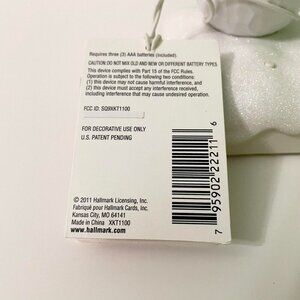 Requires three (3) AAA batteries (included).
CAUTION: DO NOT MIX OLD AND NEW OR DIFFERENT BATTERY TYPES
This device complies with Part 15 of the FCC Rules.
Operation is subject to the following two conditions:
(1) this device may not cause harmful interference, and
(2) this device must accept any interference received,
including interference that may cause undesired operation.
FCC ID: SQ9XKT1100
FOR DECORATIVE USE ONLY
U.S. PATENT PENDING
© 2011 Hallmark Licensing, Inc.
Fabriqué pour Hallmark Cards, Inc.
Kansas City, MO 64141
Made in China XKT1100
www.hallmark.com
7 95902 22211 6